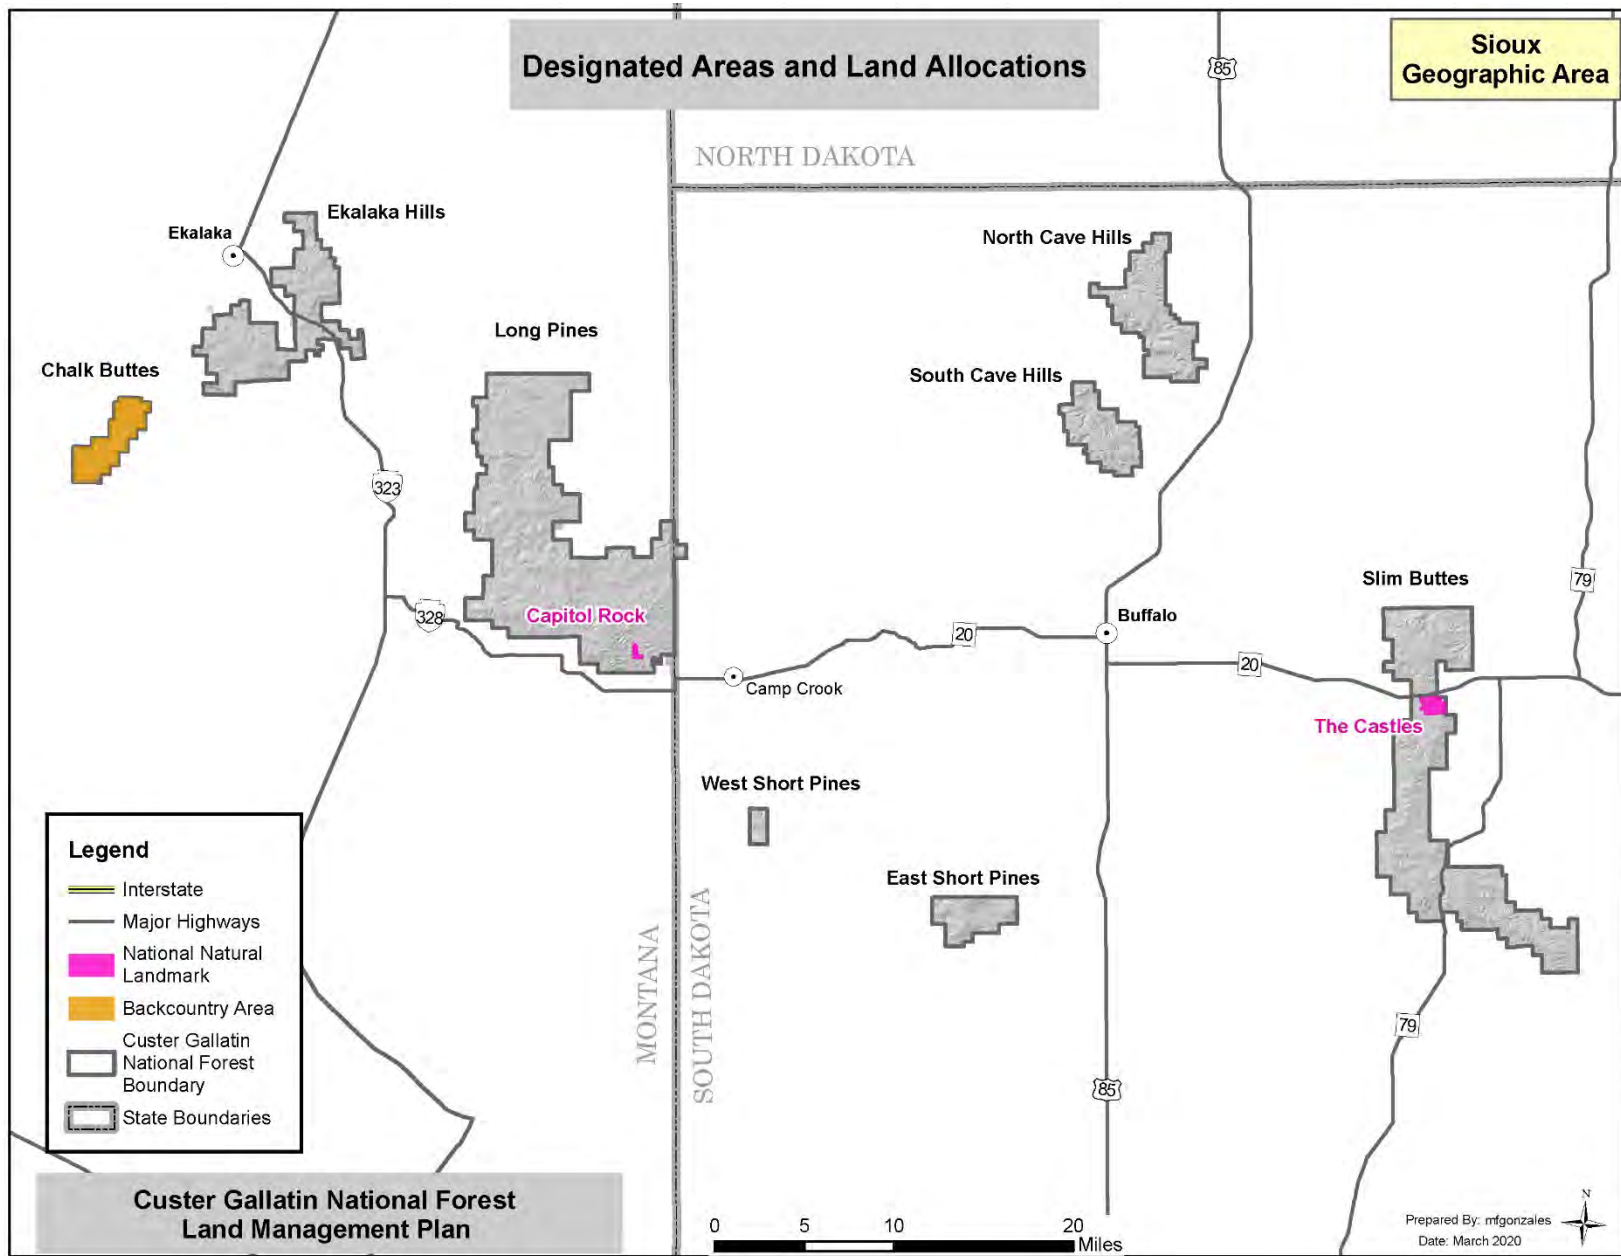 Designated Areas and Land Allocations
Sioux
Geographic Area
85
NORTH DAKOTA
Ekalaka Hills
Ekalaka
North Cave Hills
Long Pines
Chalk Buttes
South Cave Hills
323
79
Slim Buttes
328
Capitol Rock
Buffalo
20
20
Camp Crook
The Castles
West Short Pines
East Short Pines
MONTANA
SOUTH DAKOTA
79
85
Legend
Interstate
Major Highways
National Natural
Landmark
Backcountry Area
Custer Gallatin
National Forest
Boundary
State Boundaries
Custer Gallatin National Forest
Land Management Plan
0 5 10 20
Miles
N
Prepared By: mfgonzales
Date: March 2020